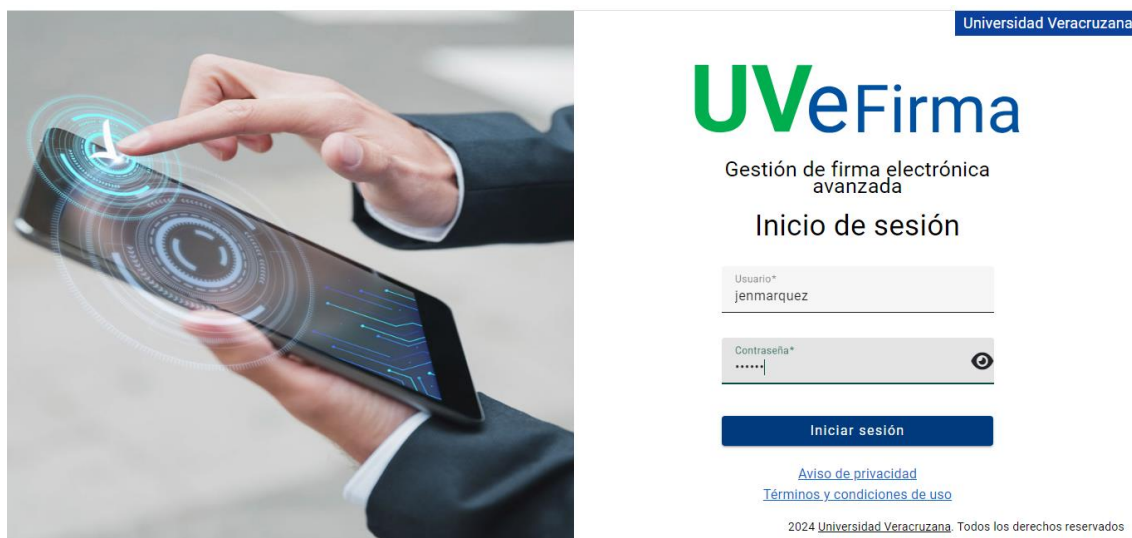 Universidad Veracruzana
UVeFirma
Gestión de firma electrónica
avanzada
Inicio de sesión
Usuario*
jenmarquez
Contraseña*
••••••
Iniciar sesión
Aviso de privacidad
Términos y condiciones de uso
2024 Universidad Veracruzana. Todos los derechos reservados